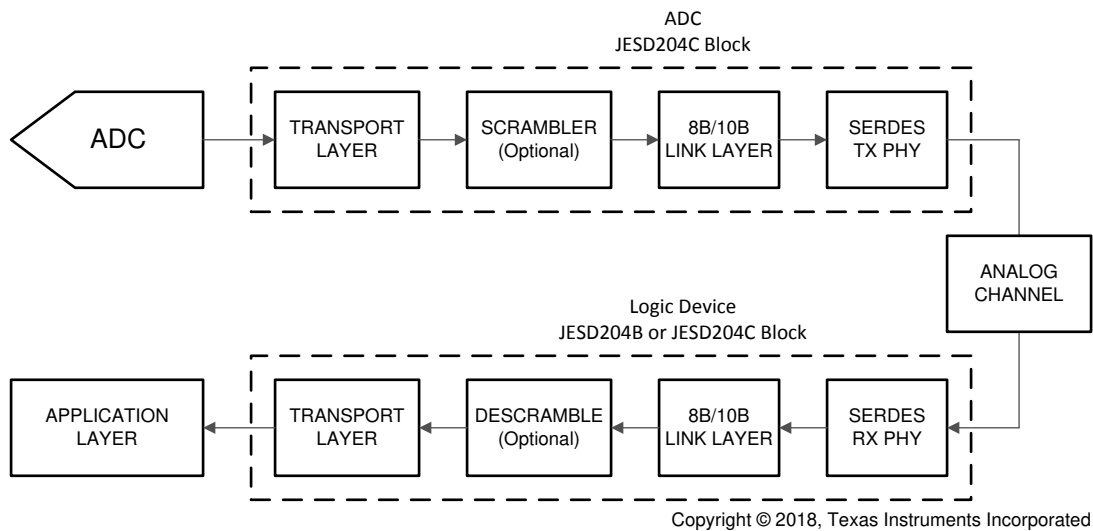 ADC
JESD204C Block
ADC
TRANSPORT
LAYER
SCRAMBLER
(Optional)
8B/10B
LINK LAYER
SERDES
TX PHY
ANALOG
CHANNEL
Logic Device
JESD204B or JESD204C Block
APPLICATION
LAYER
TRANSPORT
LAYER
DESCRAMBLE
(Optional)
8B/10B
LINK LAYER
SERDES
RX PHY
Copyright © 2018, Texas Instruments Incorporated